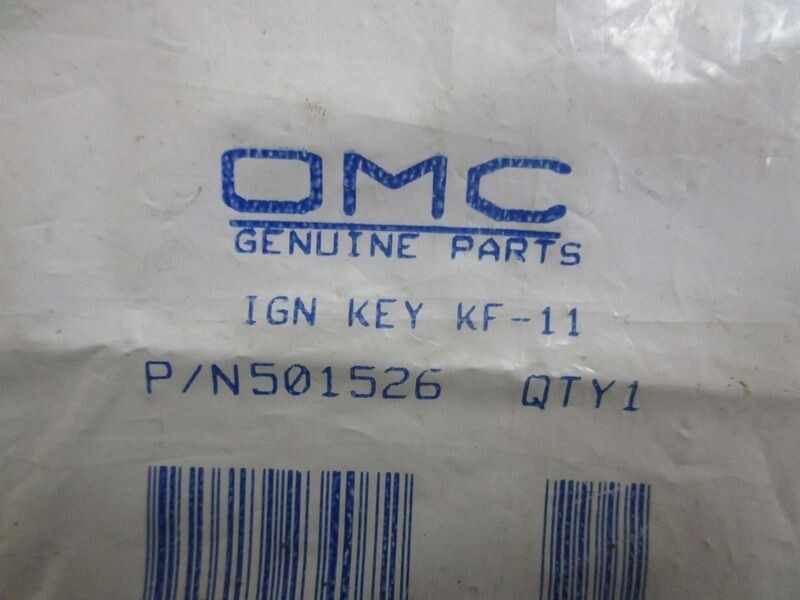 OMC
GENUINE PARTS
IGN KEY KF-11
P/N501526 QTY1